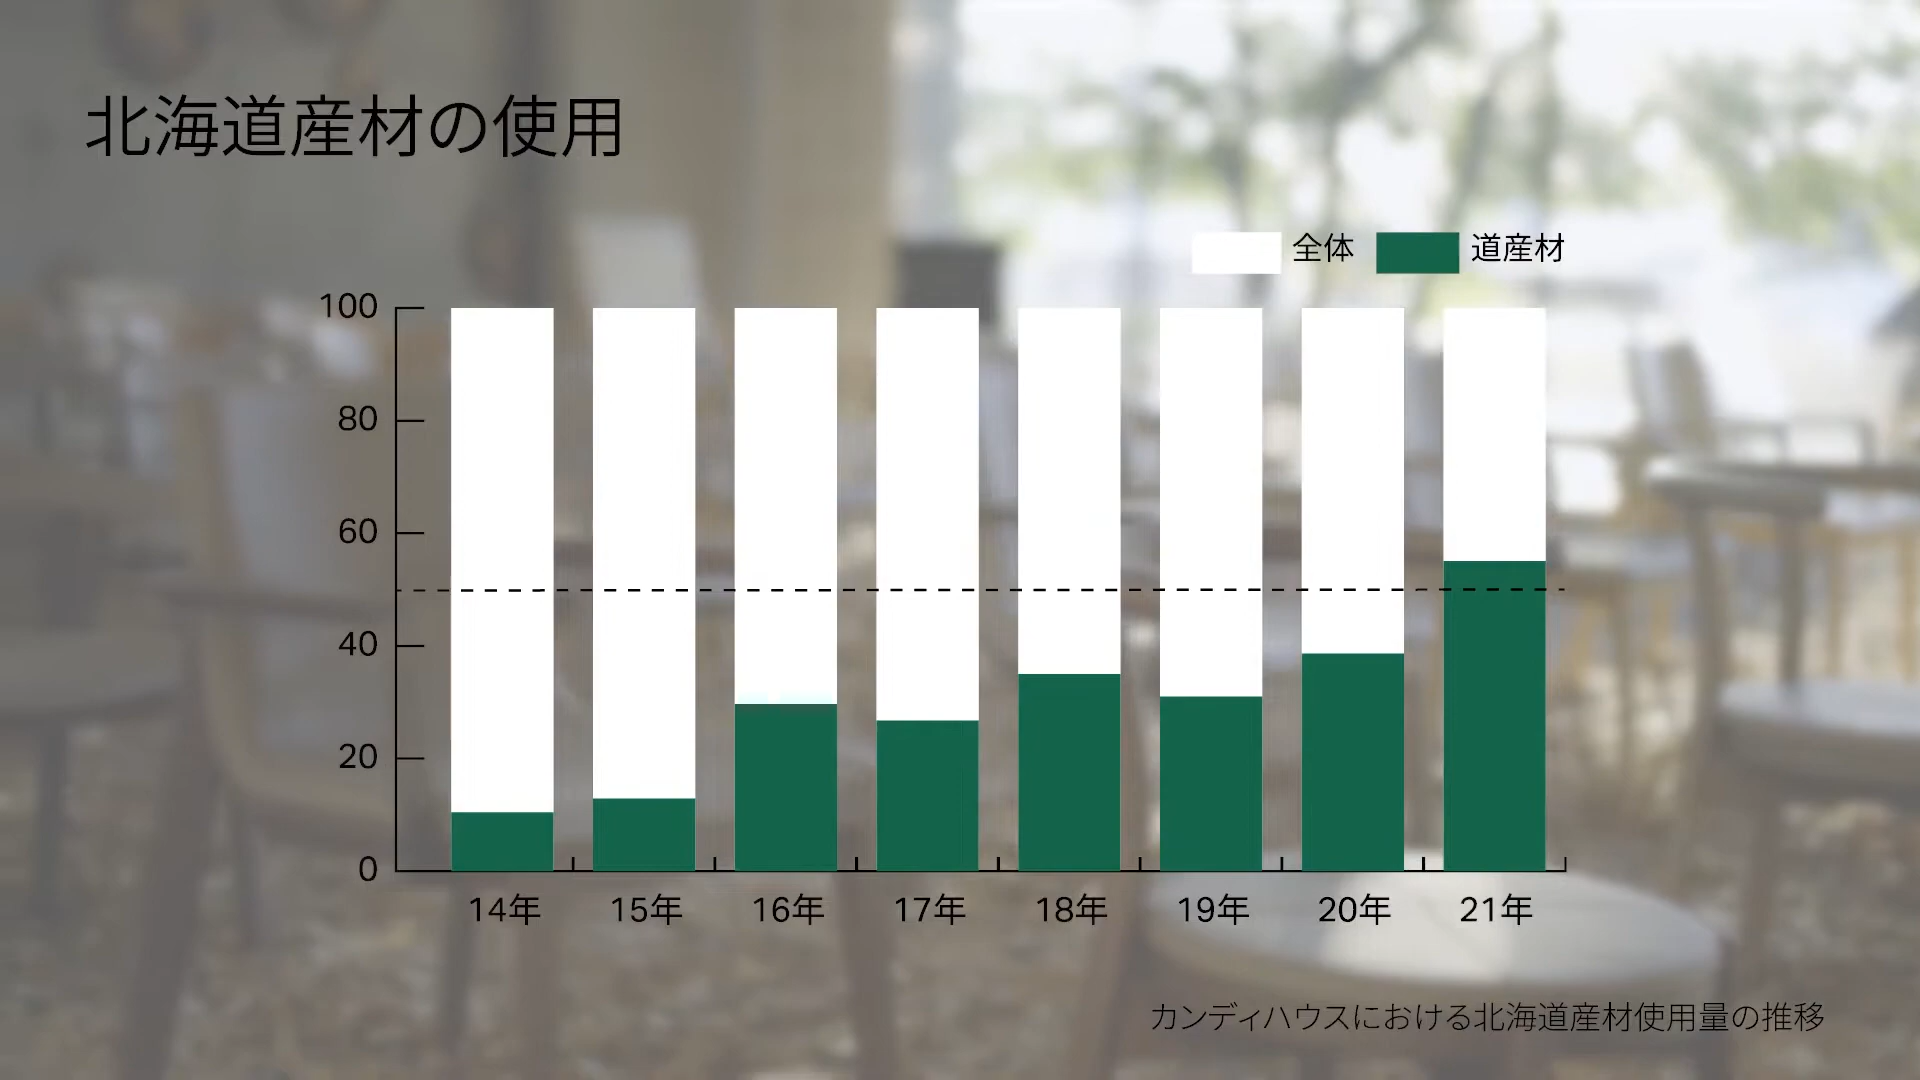 北海道産材の使用
全体 道産材
100
80
60
40
20
0
14年 15年 16年 17年 18年 19年 20年 21年
カンディハウスにおける北海道産材使用量の推移